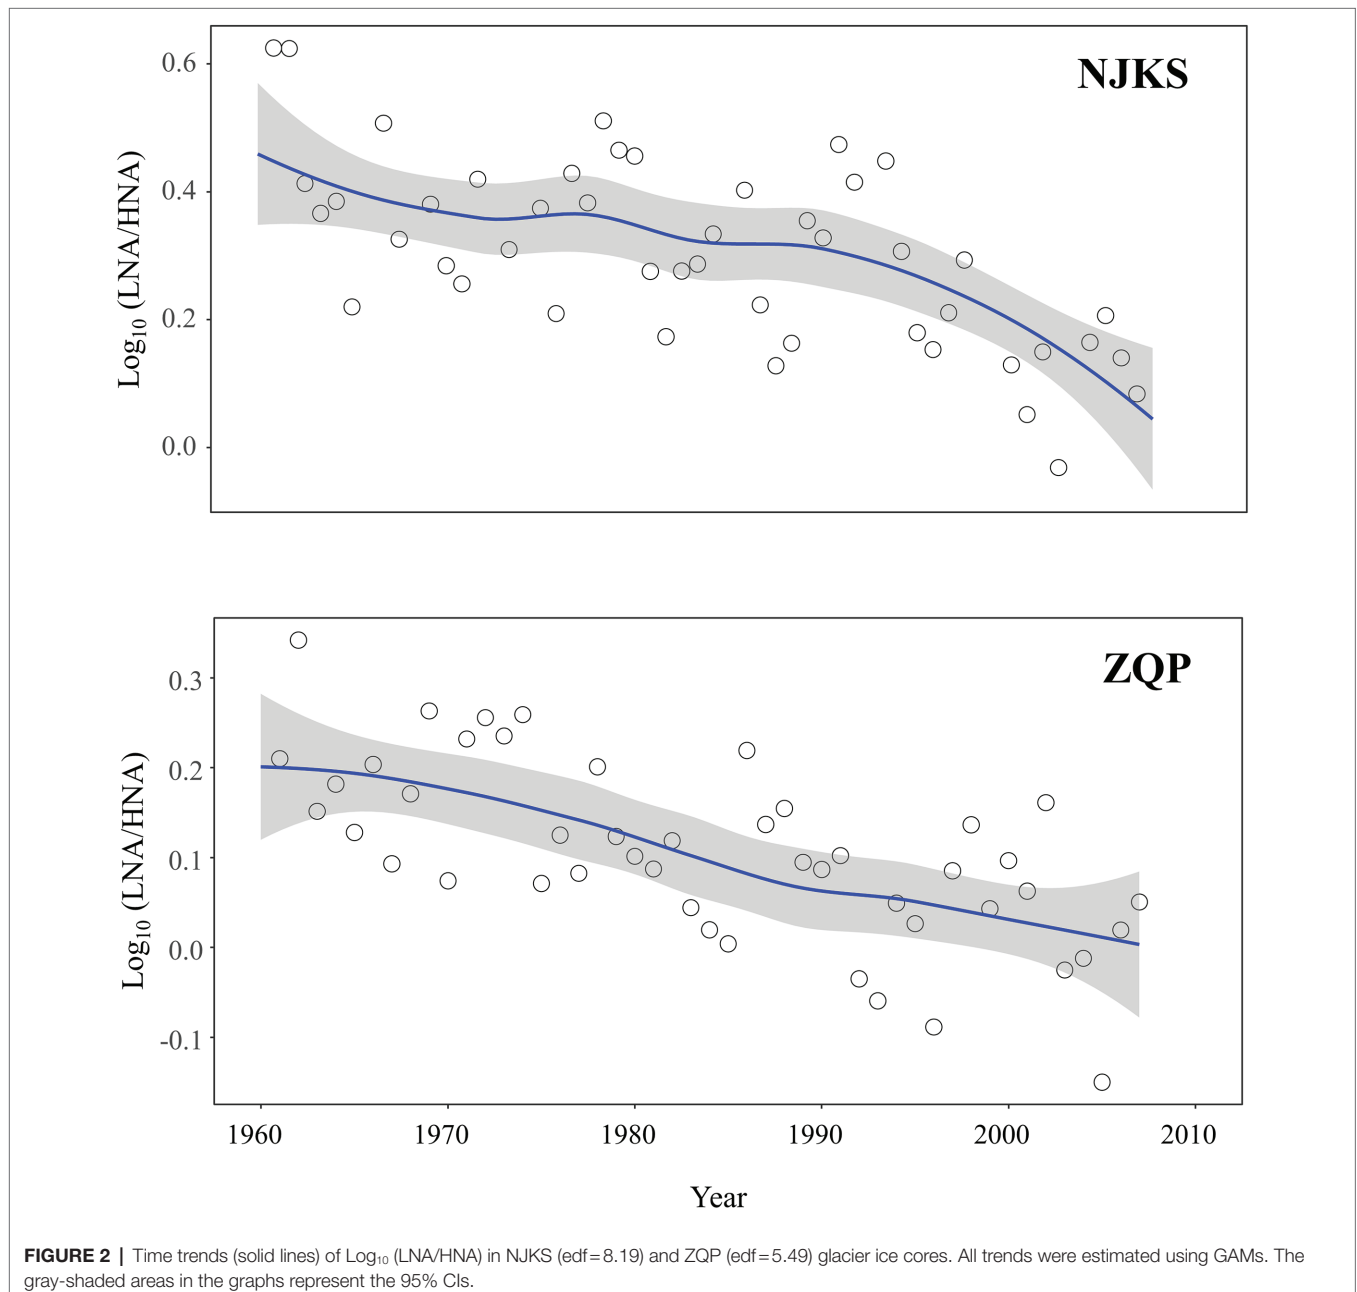 NJKS
0.6
0.4
0.2
0.0
Log₁₀ (LNA/HNA)
ZQP
0.3
0.2
0.1
0.0
-0.1
Log₁₀ (LNA/HNA)
1960 1970 1980 1990 2000 2010
Year
FIGURE 2 | Time trends (solid lines) of Log₁₀ (LNA/HNA) in NJKS (edf=8.19) and ZQP (edf=5.49) glacier ice cores. All trends were estimated using GAMs. The
gray-shaded areas in the graphs represent the 95% CIs.